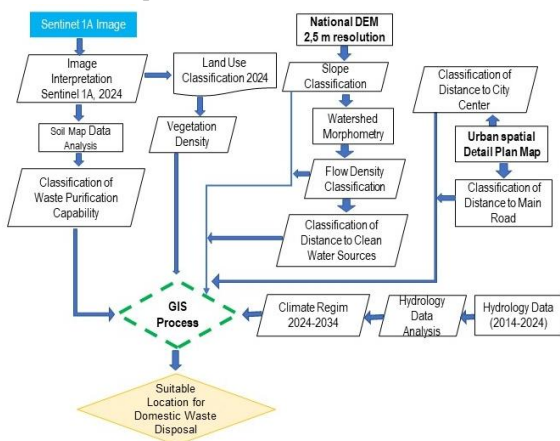 Sentinel 1A Image
Image
Interpretation
Sentinel 1A, 2024
Soil Map Data
Analysis
Classification of
Waste Purification
Capability
Land Use
Classification 2024
Vegetation
Density
National DEM
2,5 m resolution
Slope
Classification
Watershed
Morphometry
Flow Density
Classification
Classification of
Distance to Clean
Water Sources
Classification of
Distance to City
Center
Urban spatial
Detail Plan Map
Classification of
Distance to Main
Road
GIS
Process
Climate Regim
2024-2034
Hydrology
Data
Analysis
Hydrology Data
(2014-2024)
Suitable
Location for
Domestic Waste
Disposal